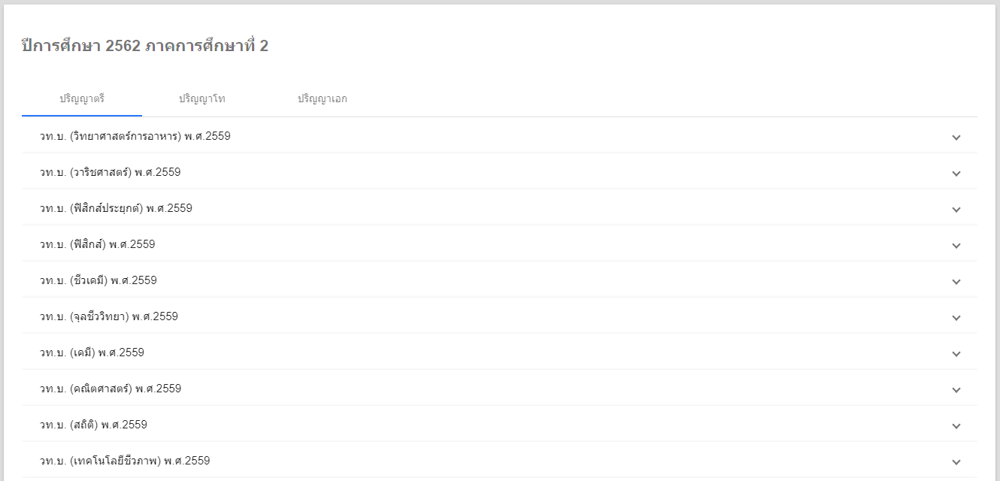 ปีการศึกษา 2562 ภาคการศึกษาที่ 2
ปริญญาตรี ปริญญาโท ปริญญาเอก
วท.บ. (วิทยาศาสตร์การอาหาร) พ.ศ.2559
วท.บ. (วาริชศาสตร์) พ.ศ.2559
วท.บ. (ฟิสิกส์ประยุกต์) พ.ศ.2559
วท.บ. (ฟิสิกส์) พ.ศ.2559
วท.บ. (ชีวเคมี) พ.ศ.2559
วท.บ. (จุลชีววิทยา) พ.ศ.2559
วท.บ. (เคมี) พ.ศ.2559
วท.บ. (คณิตศาสตร์) พ.ศ.2559
วท.บ. (สถิติ) พ.ศ.2559
วท.บ. (เทคโนโลยีชีวภาพ) พ.ศ.2559